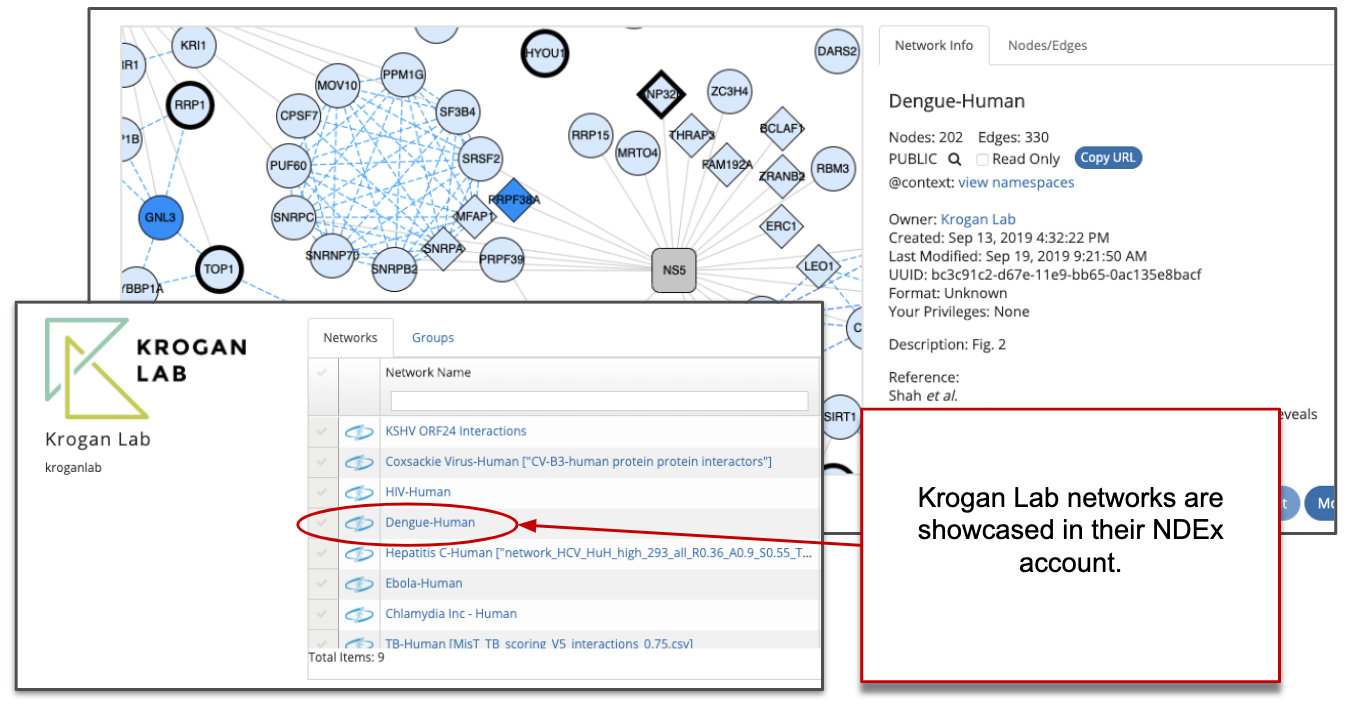 KRI1
IR1
RRP1
P1B
GNL3
TOP1
YBBP1A
MOV10
PPM1G
CPSF7
SF3B4
PUF60
SRSF2
SNRPC
PRPF38A
MFAP1
SNRNP70
SNRPA
SNRPB2
PRPF39
HYOU1
DARS2
NP32
ZC3H4
RRP15
THRAP3
BCLAF1
MRTO4
FAM192A
ZRANB2
RBM3
ERC1
NS5
LEO1
C
SIRT1
Network Info
Nodes/Edges
Dengue-Human
Nodes: 202 Edges: 330
PUBLIC Read Only Copy URL
@context: view namespaces
Owner: Krogan Lab
Created: Sep 13, 2019 4:32:22 PM
Last Modified: Sep 19, 2019 9:21:50 AM
UUID: bc3c91c2-d67e-11e9-bb65-0ac135e8bacf
Format: Unknown
Your Privileges: None
Description: Fig. 2
Reference:
Shah et al.
eveals
t
Mo
KROGAN
LAB
Krogan Lab
kroganlab
Networks
Groups
Network Name
KSHV ORF24 Interactions
Coxsackie Virus-Human ["CV-B3-human protein protein interactors"]
HIV-Human
Dengue-Human
Hepatitis C-Human ["network_HCV_HuH_high_293_all_R0.36_A0.9_S0.55_T...
Ebola-Human
Chlamydia Inc - Human
TB-Human [MisT_TB_scoring_V5_interactions_0.75.csv]
Total Items: 9
Krogan Lab networks are
showcased in their NDEx
account.